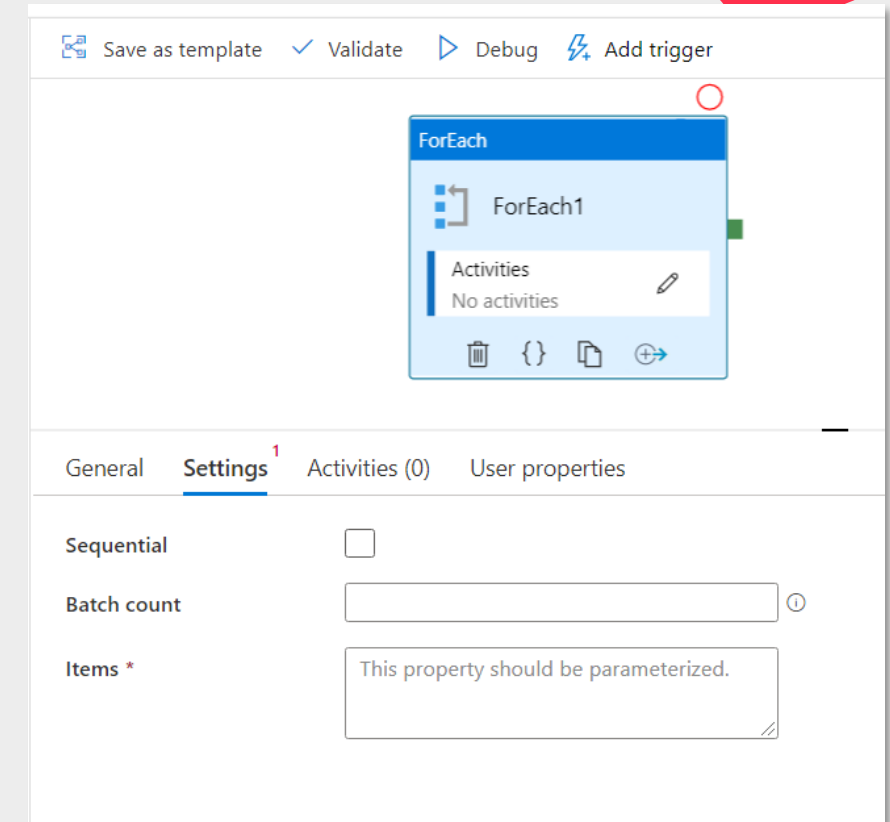 Save as template Validate Debug Add trigger
ForEach
ForEach1
Activities
No activities
{}
General Settings 1 Activities (0) User properties
Sequential
Batch count
Items * This property should be parameterized.